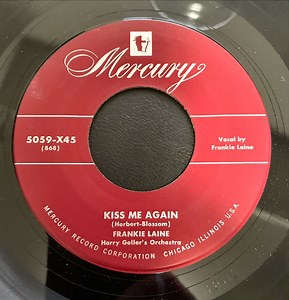 Mercury
5059-X45
(868)
Vocal by
Frankie Laine
KISS ME AGAIN
(Herbert-Blossom)
FRANKIE LAINE
Harry Geller's Orchestra
MERCURY RECORD CORPORATION CHICAGO ILLINOIS U.S.A.